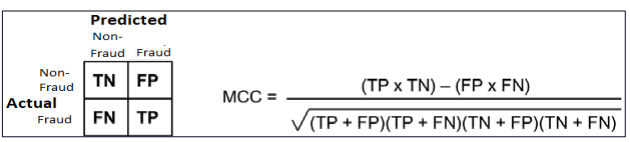 Predicted
Non-
Fraud Fraud
Non-
Fraud TN FP
Actual
Fraud FN TP
MCC = (TP x TN) – (FP x FN)
√(TP + FP)(TP + FN)(TN + FP)(TN + FN)